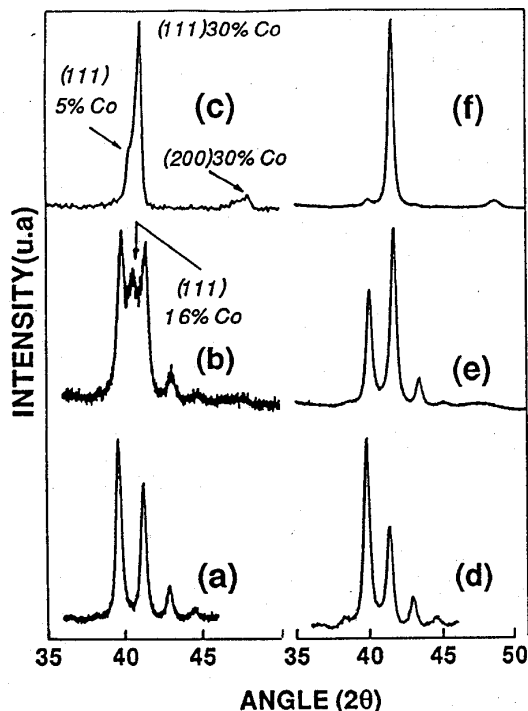 (111)30% Co
(111)
5% Co
(c)
(f)
(200)30% Co
INTENSITY(u.a)
(111)
16% Co
(b)
(e)
(a)
(d)
35 40 45 35 40 45 50
ANGLE (2θ)